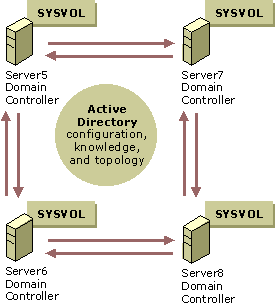 SYSVOL
SYSVOL
Server5
Domain
Controller
Server7
Domain
Controller
Active
Directory
configuration,
knowledge,
and topology
SYSVOL
SYSVOL
Server6
Domain
Controller
Server8
Domain
Controller